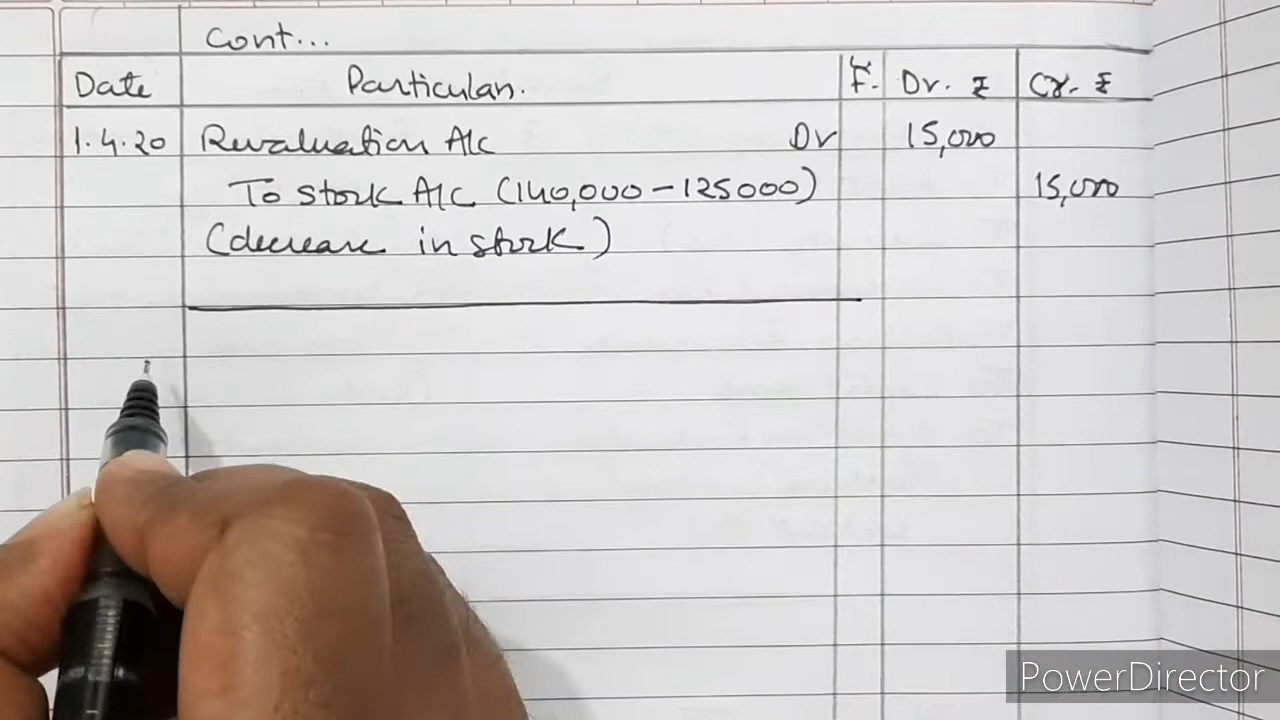 Cont...
Date Particulars. F. Dr. ₹ Cr. ₹
1.4.20 Revaluation A/c Dr 15,000
To Stock A/c (140,000-125000) 15,000
(decrease in stock)
PowerDirector